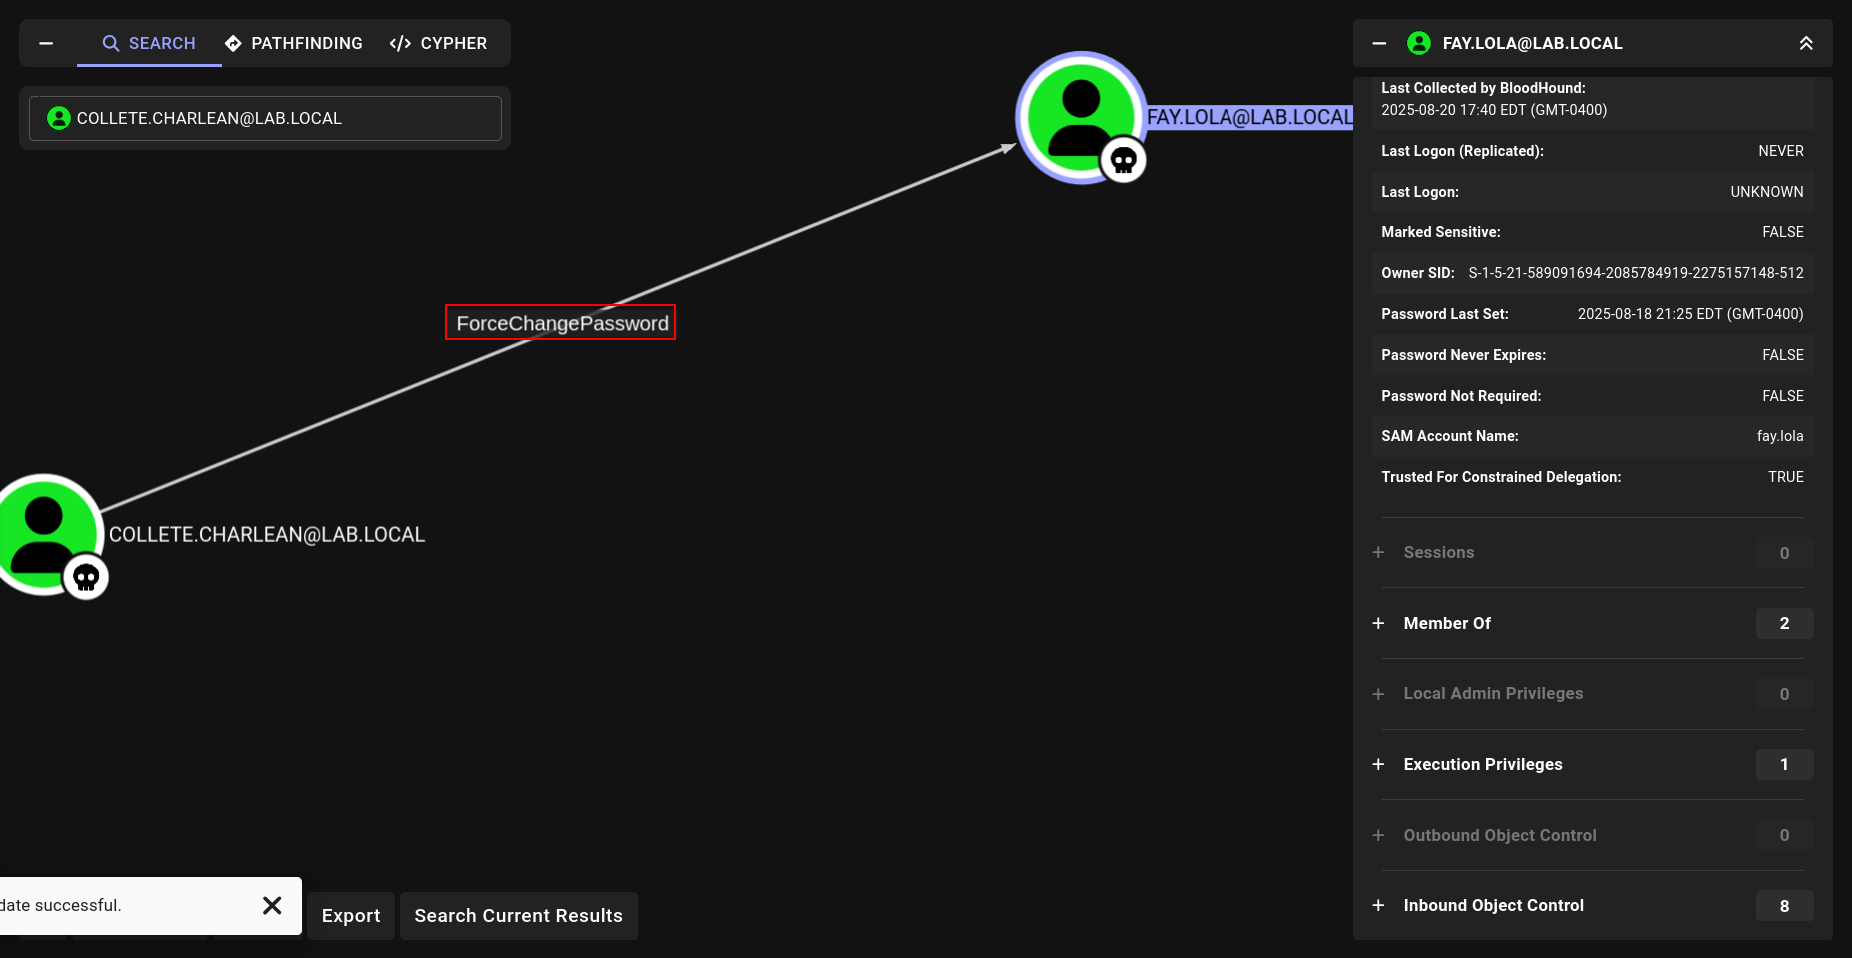 SEARCH PATHFINDING CYPHER
COLLETE.CHARLEAN@LAB.LOCAL
FAY.LOLA@LAB.LOCAL
ForceChangePassword
COLLETE.CHARLEAN@LAB.LOCAL
date successful.
Export
Search Current Results
FAY.LOLA@LAB.LOCAL
Last Collected by BloodHound:
2025-08-20 17:40 EDT (GMT-0400)
Last Logon (Replicated): NEVER
Last Logon: UNKNOWN
Marked Sensitive: FALSE
Owner SID: S-1-5-21-589091694-2085784919-2275157148-512
Password Last Set: 2025-08-18 21:25 EDT (GMT-0400)
Password Never Expires: FALSE
Password Not Required: FALSE
SAM Account Name: fay.lola
Trusted For Constrained Delegation: TRUE
Sessions 0
Member Of 2
Local Admin Privileges 0
Execution Privileges 1
Outbound Object Control 0
Inbound Object Control 8